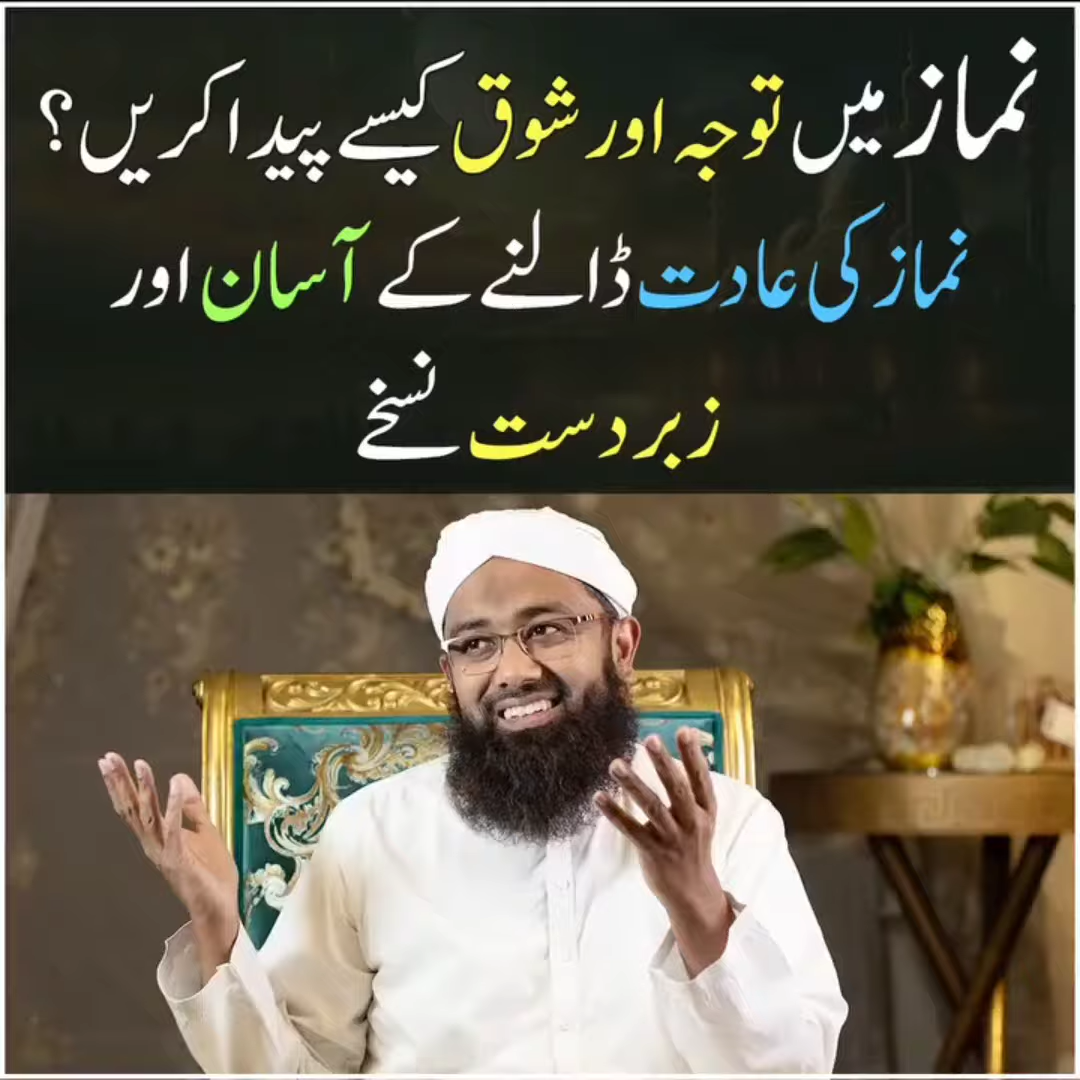 نماز میں توجہ اور شوق کیسے پیدا کریں؟
نماز کی عادت ڈالنے کے آسان اور
زبردست نسخے